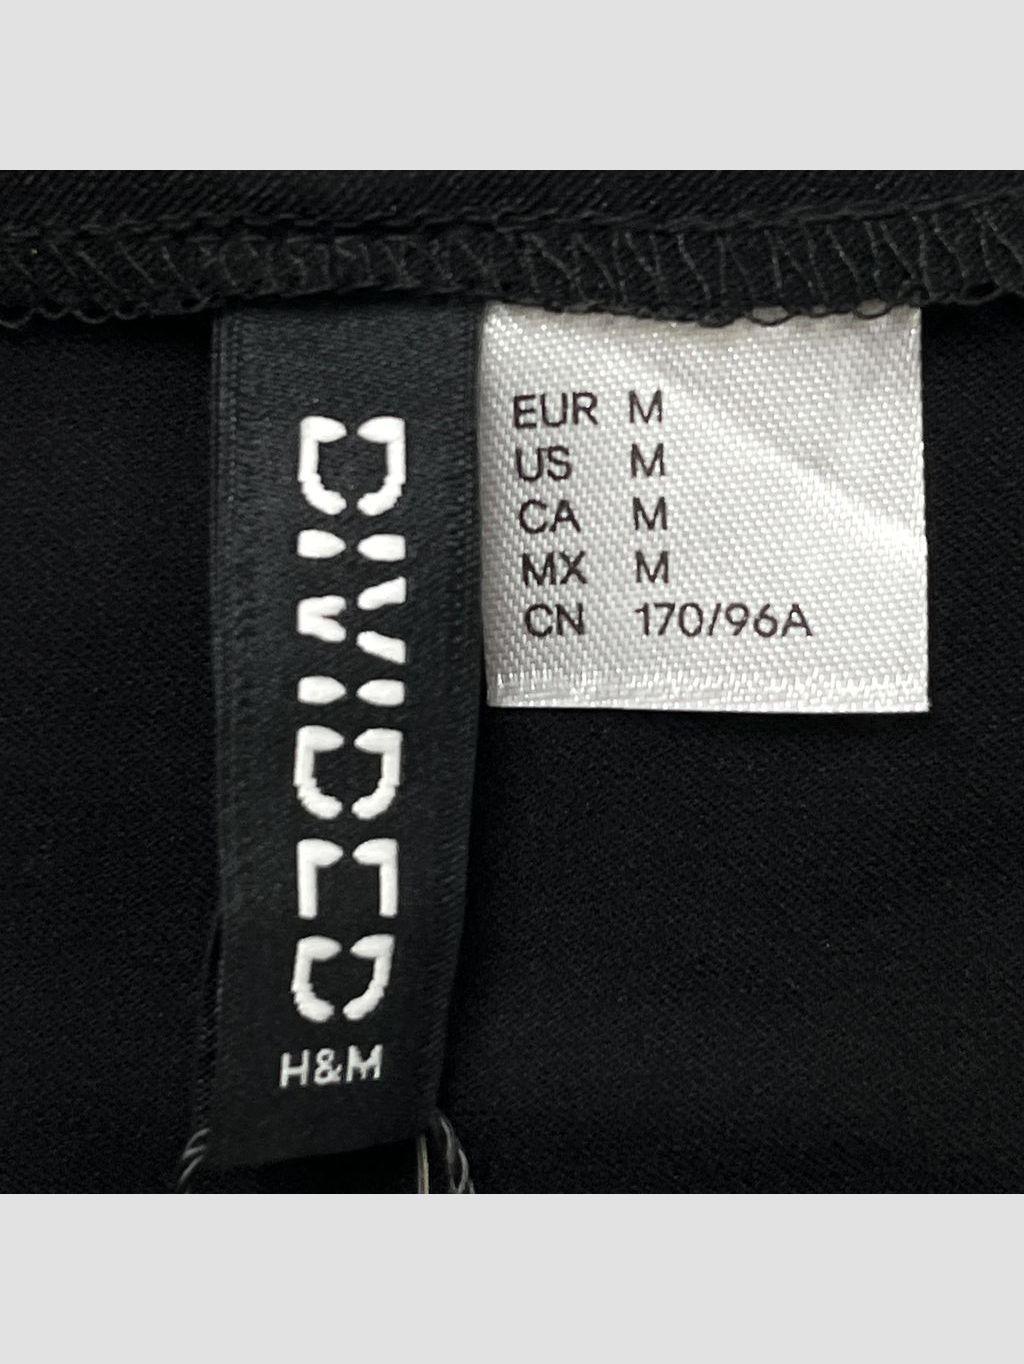 DIVIDED
H&M
EUR M
US M
CA M
MX M
CN 170/96A